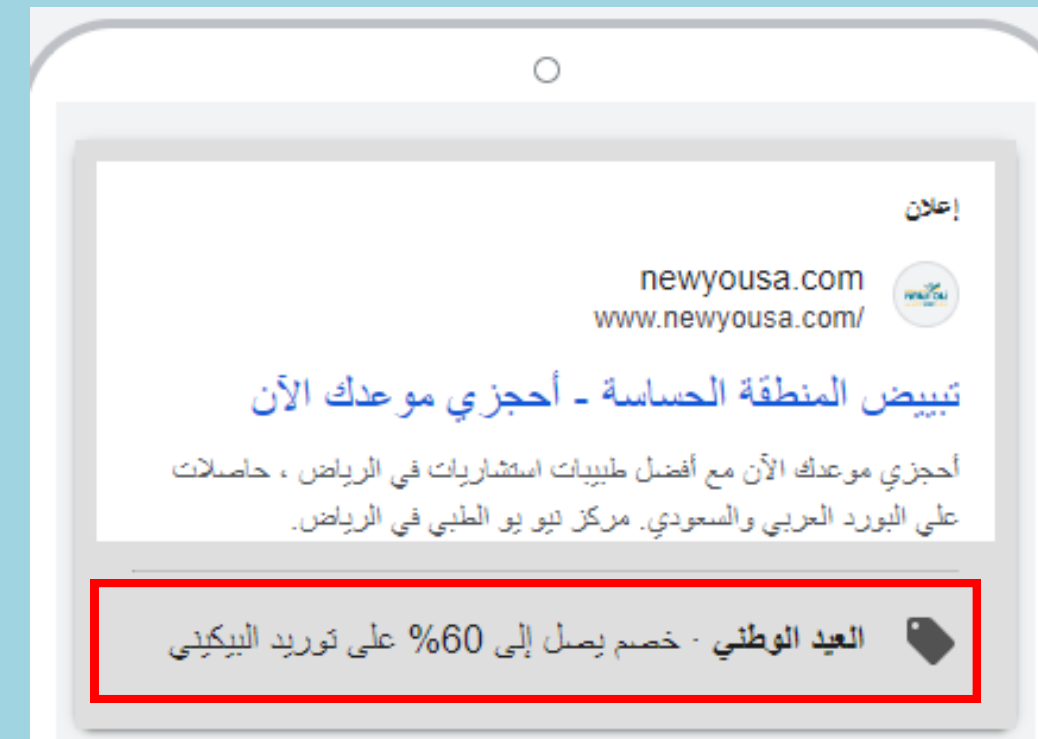 إعلان
newyousa.com
www.newyousa.com/
تبييض المنطقة الحساسة - أحجزي موعدك الآن
أحجزي موعدك الآن مع أفضل طبيبات استشاريات في الرياض ، حاصلات
على البورد العربي والسعودي. مركز نيو يو الطبي في الرياض.
العيد الوطني · خصم يصل إلى 60% على توريد البيكيني